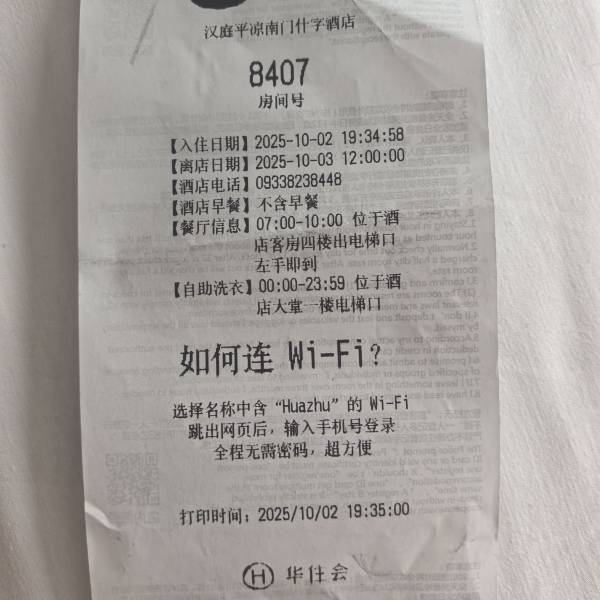 汉庭平凉南门什字酒店
8407
房间号
【入住日期】2025-10-02 19:34:58
【离店日期】2025-10-03 12:00:00
【酒店电话】09338238448
【酒店早餐】不含早餐
【餐厅信息】07:00-10:00 位于酒
店客房四楼出电梯口
左手即到
【自助洗衣】00:00-23:59 位于酒
店大堂一楼电梯口
如何连 Wi-Fi?
选择名称中含“Huazhu”的 Wi-Fi
跳出网页后，输入手机号登录
全程无需密码，超方便
打印时间：2025/10/02 19:35:00
H 华住会